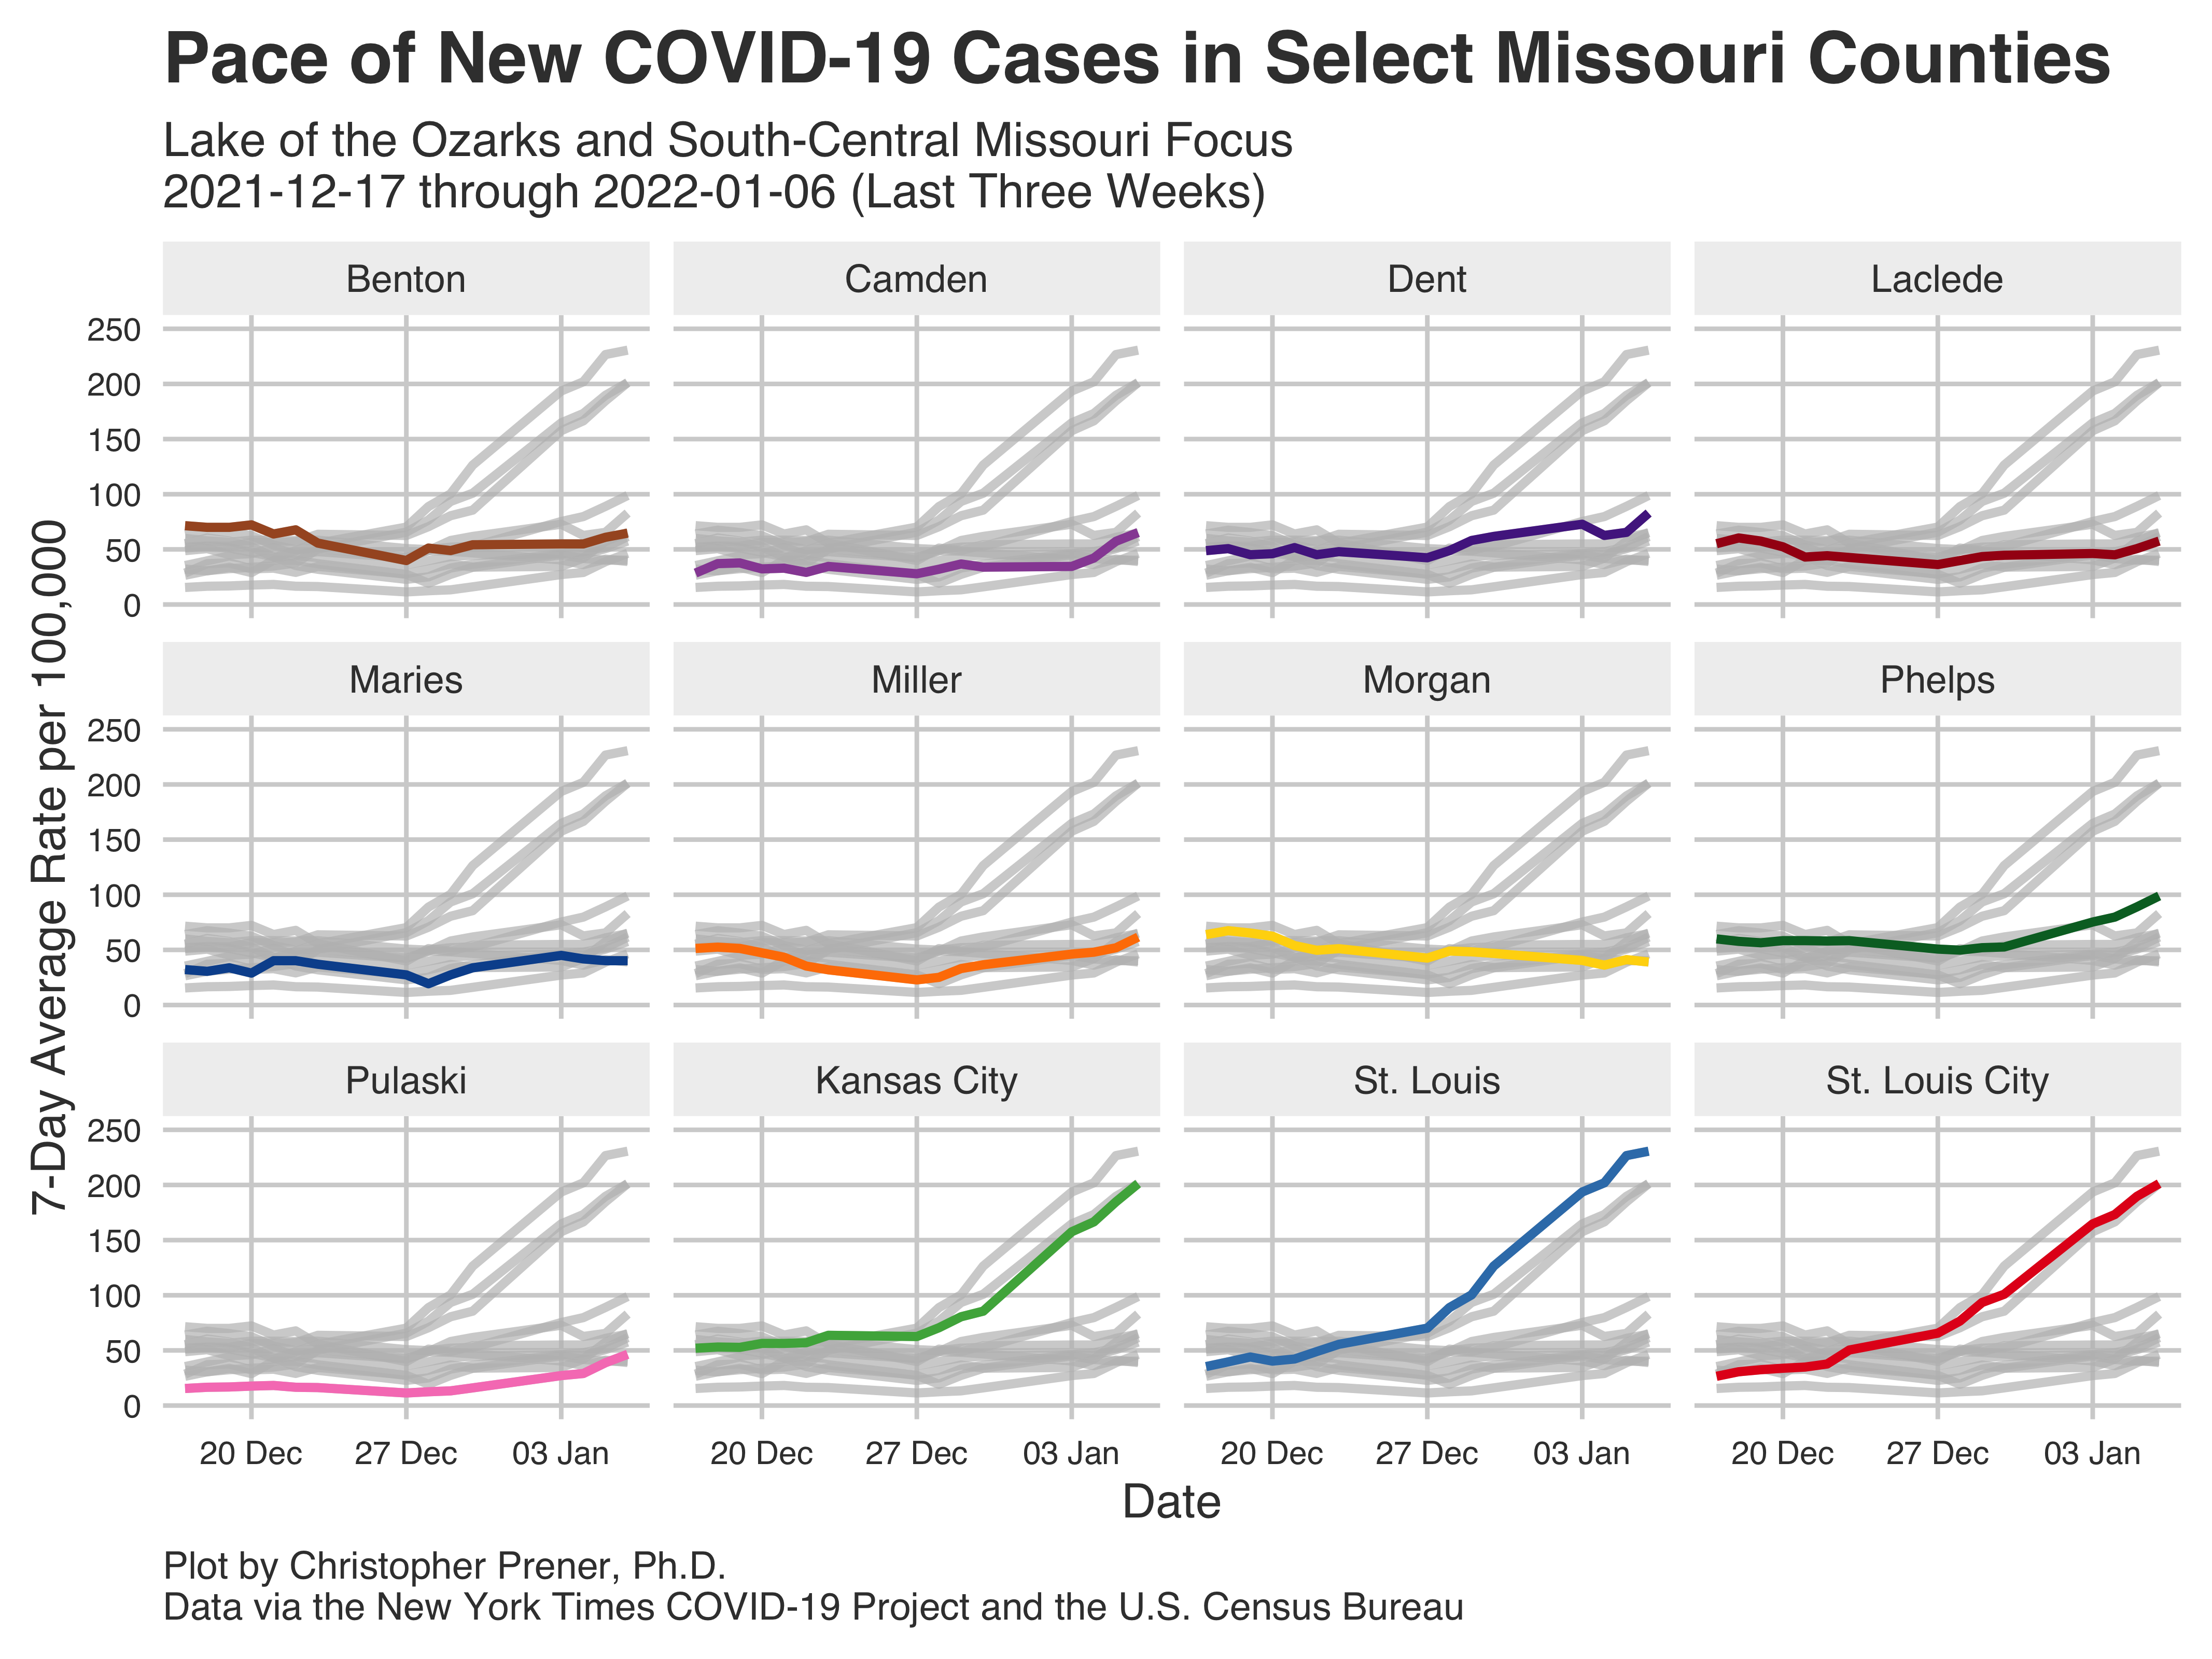 Pace of New COVID-19 Cases in Select Missouri Counties
Lake of the Ozarks and South-Central Missouri Focus
2021-12-17 through 2022-01-06 (Last Three Weeks)
7-Day Average Rate per 100,000
Benton
Camden
Dent
Laclede
250
200
150
100
50
0
Maries
Miller
Morgan
Phelps
250
200
150
100
50
0
Pulaski
Kansas City
St. Louis
St. Louis City
250
200
150
100
50
0
20 Dec
27 Dec
03 Jan
20 Dec
27 Dec
03 Jan
20 Dec
27 Dec
03 Jan
20 Dec
27 Dec
03 Jan
Date
Plot by Christopher Prener, Ph.D.
Data via the New York Times COVID-19 Project and the U.S. Census Bureau